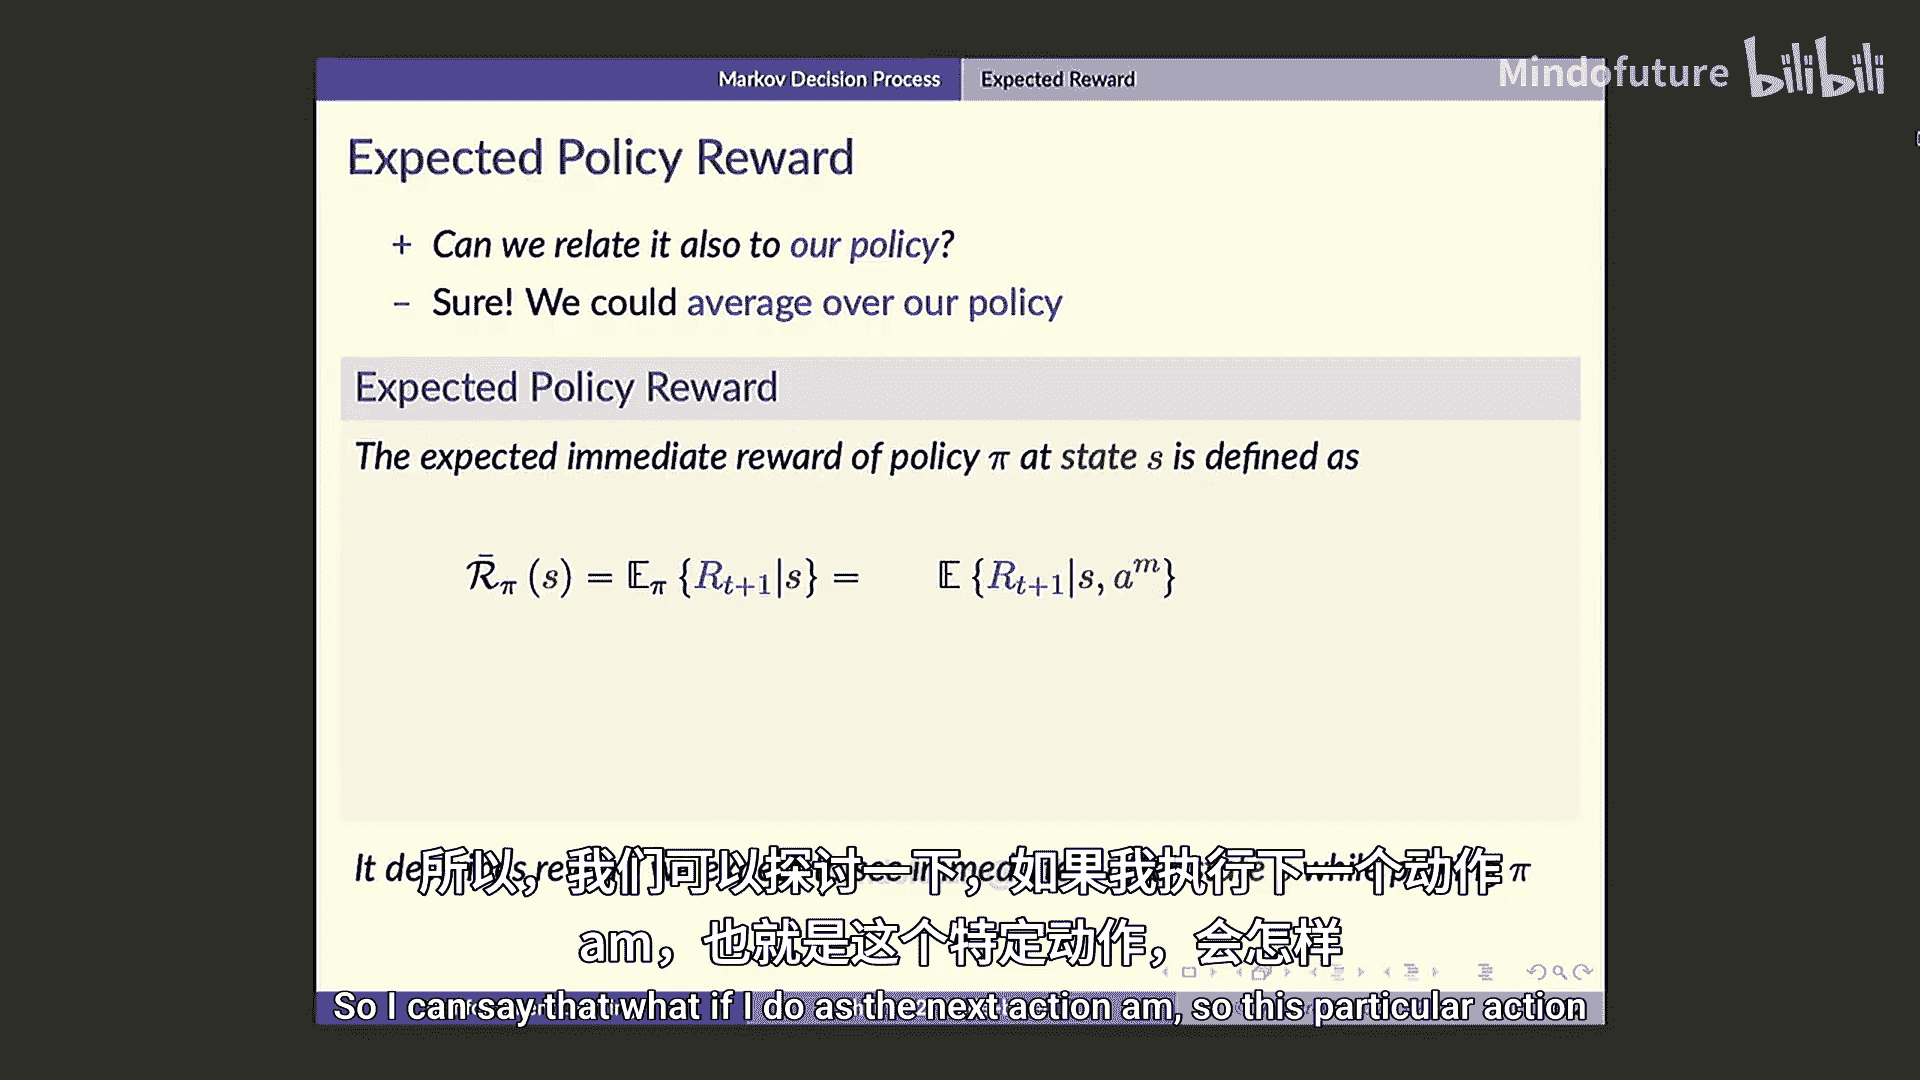 Markov Decision Process Expected Reward
Mindofuture bilibili
Expected Policy Reward
+ Can we relate it also to our policy?
– Sure! We could average over our policy
Expected Policy Reward
The expected immediate reward of policy π at state s is defined as
R̄π (s) = 𝔼π {Rt+1|s} = 𝔼 {Rt+1|s, aᵐ}
It π
所以，我们可以探讨一下，如果我执行下一个动作
am，也就是这个特定动作，会怎样
So I can say that what if I do as the next action am, so this particular action